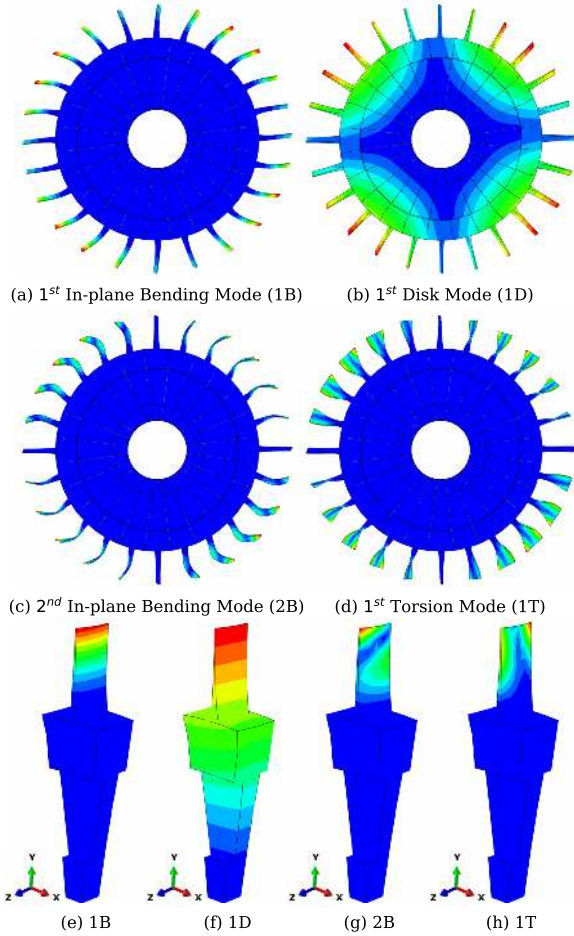 (a) 1st In-plane Bending Mode (1B)
(b) 1st Disk Mode (1D)
(c) 2nd In-plane Bending Mode (2B)
(d) 1st Torsion Mode (1T)
Y
Z
X
Y
Z
X
Y
Z
X
Y
Z
X
(e) 1B
(f) 1D
(g) 2B
(h) 1T